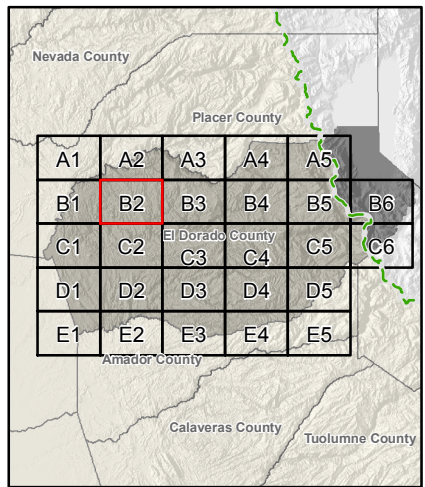 Nevada County
Placer County
A1 A2 A3 A4 A5
B1 B2 B3 B4 B5 B6
El Dorado County
C1 C2 C3 C4 C5 C6
D1 D2 D3 D4 D5
E1 E2 E3 E4 E5
Amador County
Calaveras County
Tuolumne County